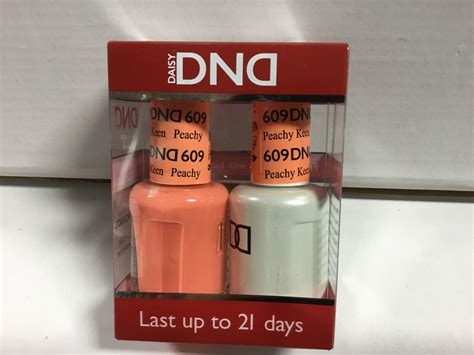 DAISY
DND
DND 609
Keen Peachy
DND 609
Keen Peachy
609 DND
Peachy Keen
609 DND
Peachy Keen
DD
Last up to 21 days